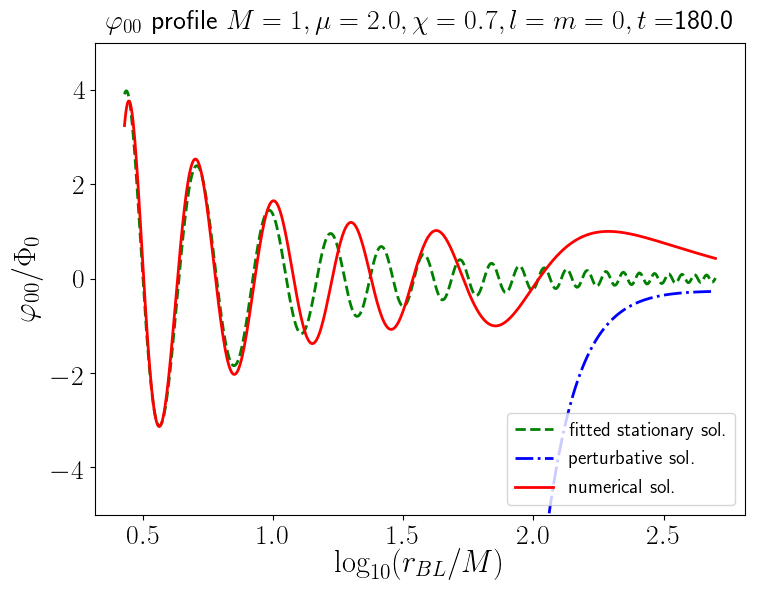 φ₀₀ profile M = 1, μ = 2.0, χ = 0.7, l = m = 0, t =180.0
φ₀₀/Φ₀
4
2
0
−2
−4
fitted stationary sol.
perturbative sol.
numerical sol.
0.5 1.0 1.5 2.0 2.5
log₁₀(r_BL/M)